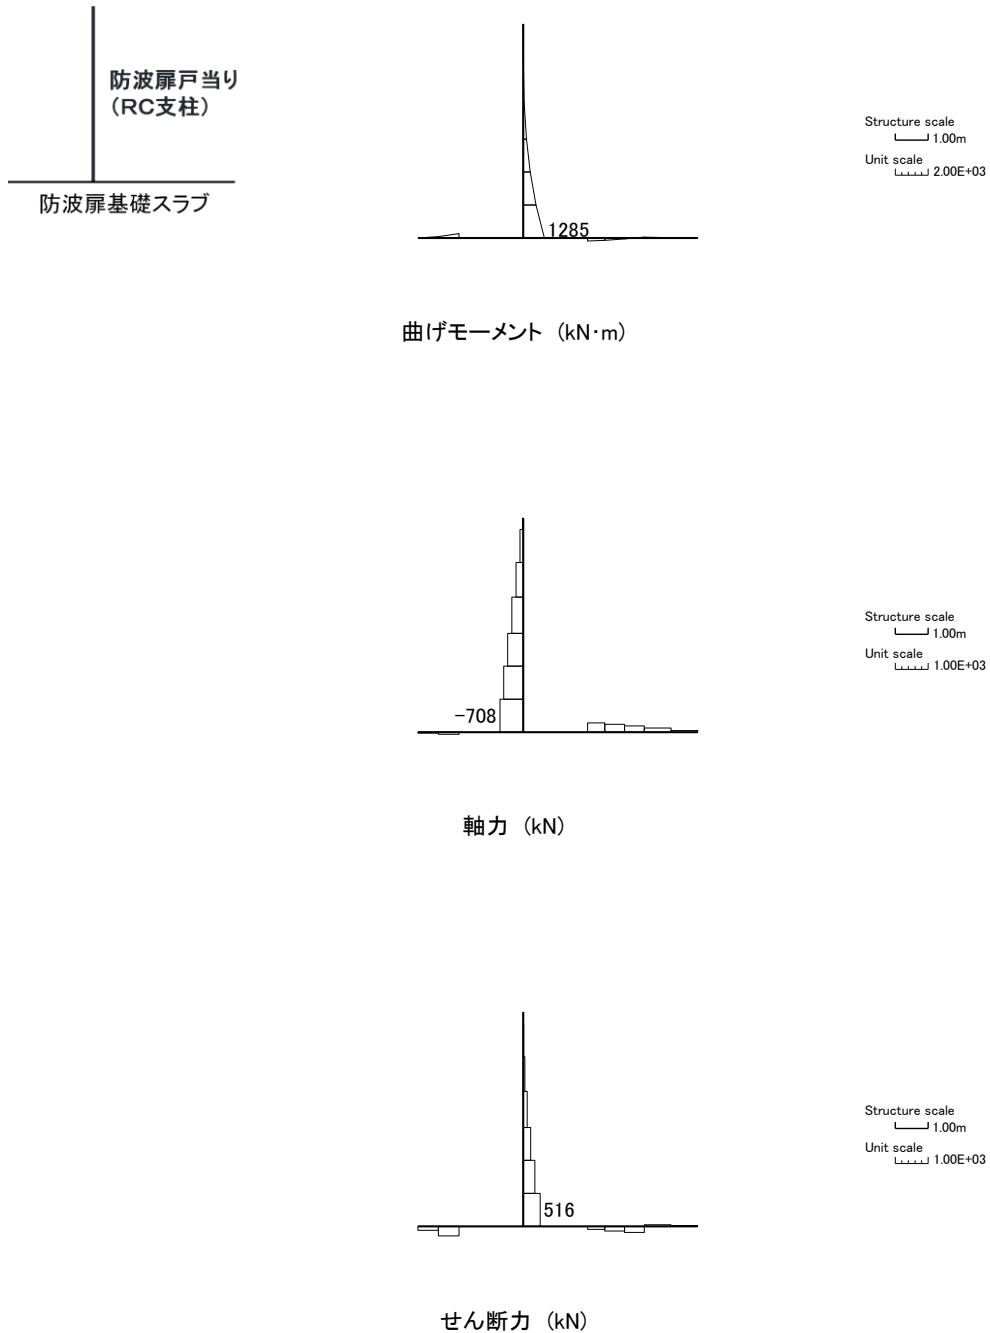 防波扉戸当り
（RC支柱）
防波扉基礎スラブ
Structure scale
1.00m
Unit scale
2.00E+03
1285
曲げモーメント (kN・m)
Structure scale
1.00m
Unit scale
1.00E+03
-708
軸力 (kN)
Structure scale
1.00m
Unit scale
1.00E+03
516
せん断力 (kN)